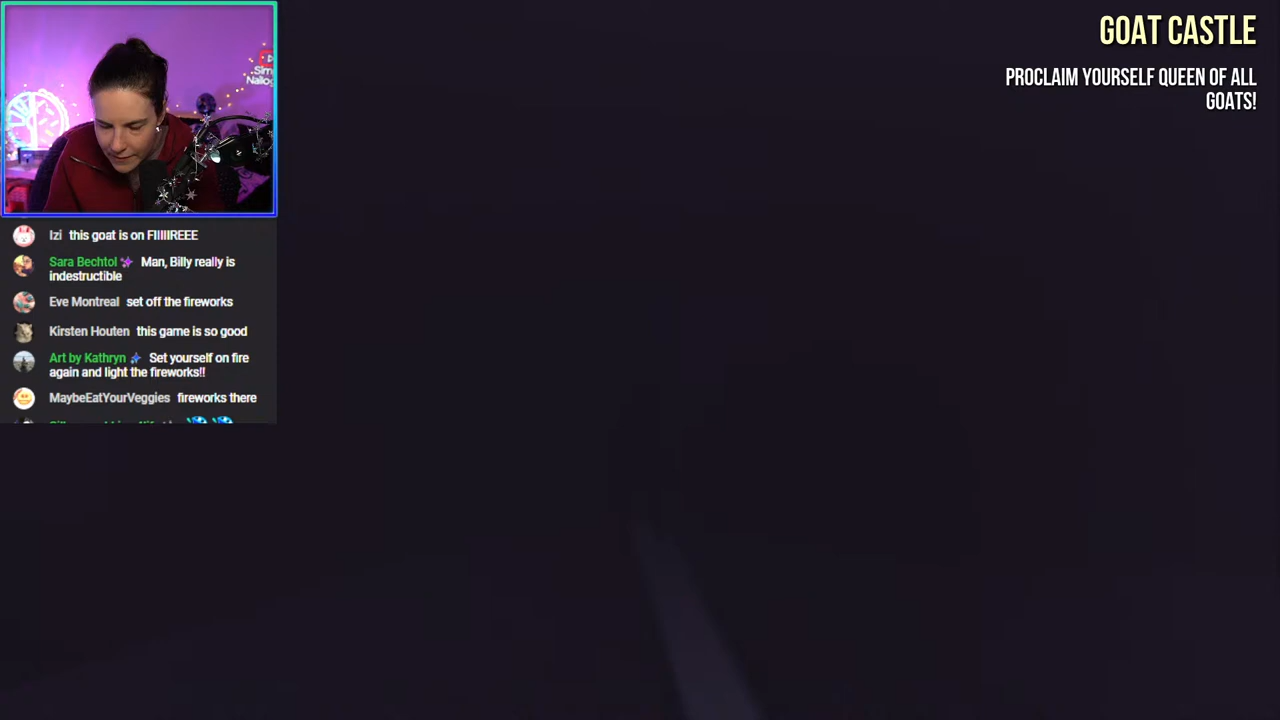 GOAT CASTLE
PROCLAIM YOURSELF QUEEN OF ALL
GOATS!
Izi this goat is on FIIIIIREEE
Sara Bechtol Man, Billy really is
indestructible
Eve Montreal set off the fireworks
Kirsten Houten this game is so good
Art by Kathryn Set yourself on fire
again and light the fireworks!!
MaybeEatYourVeggies fireworks there